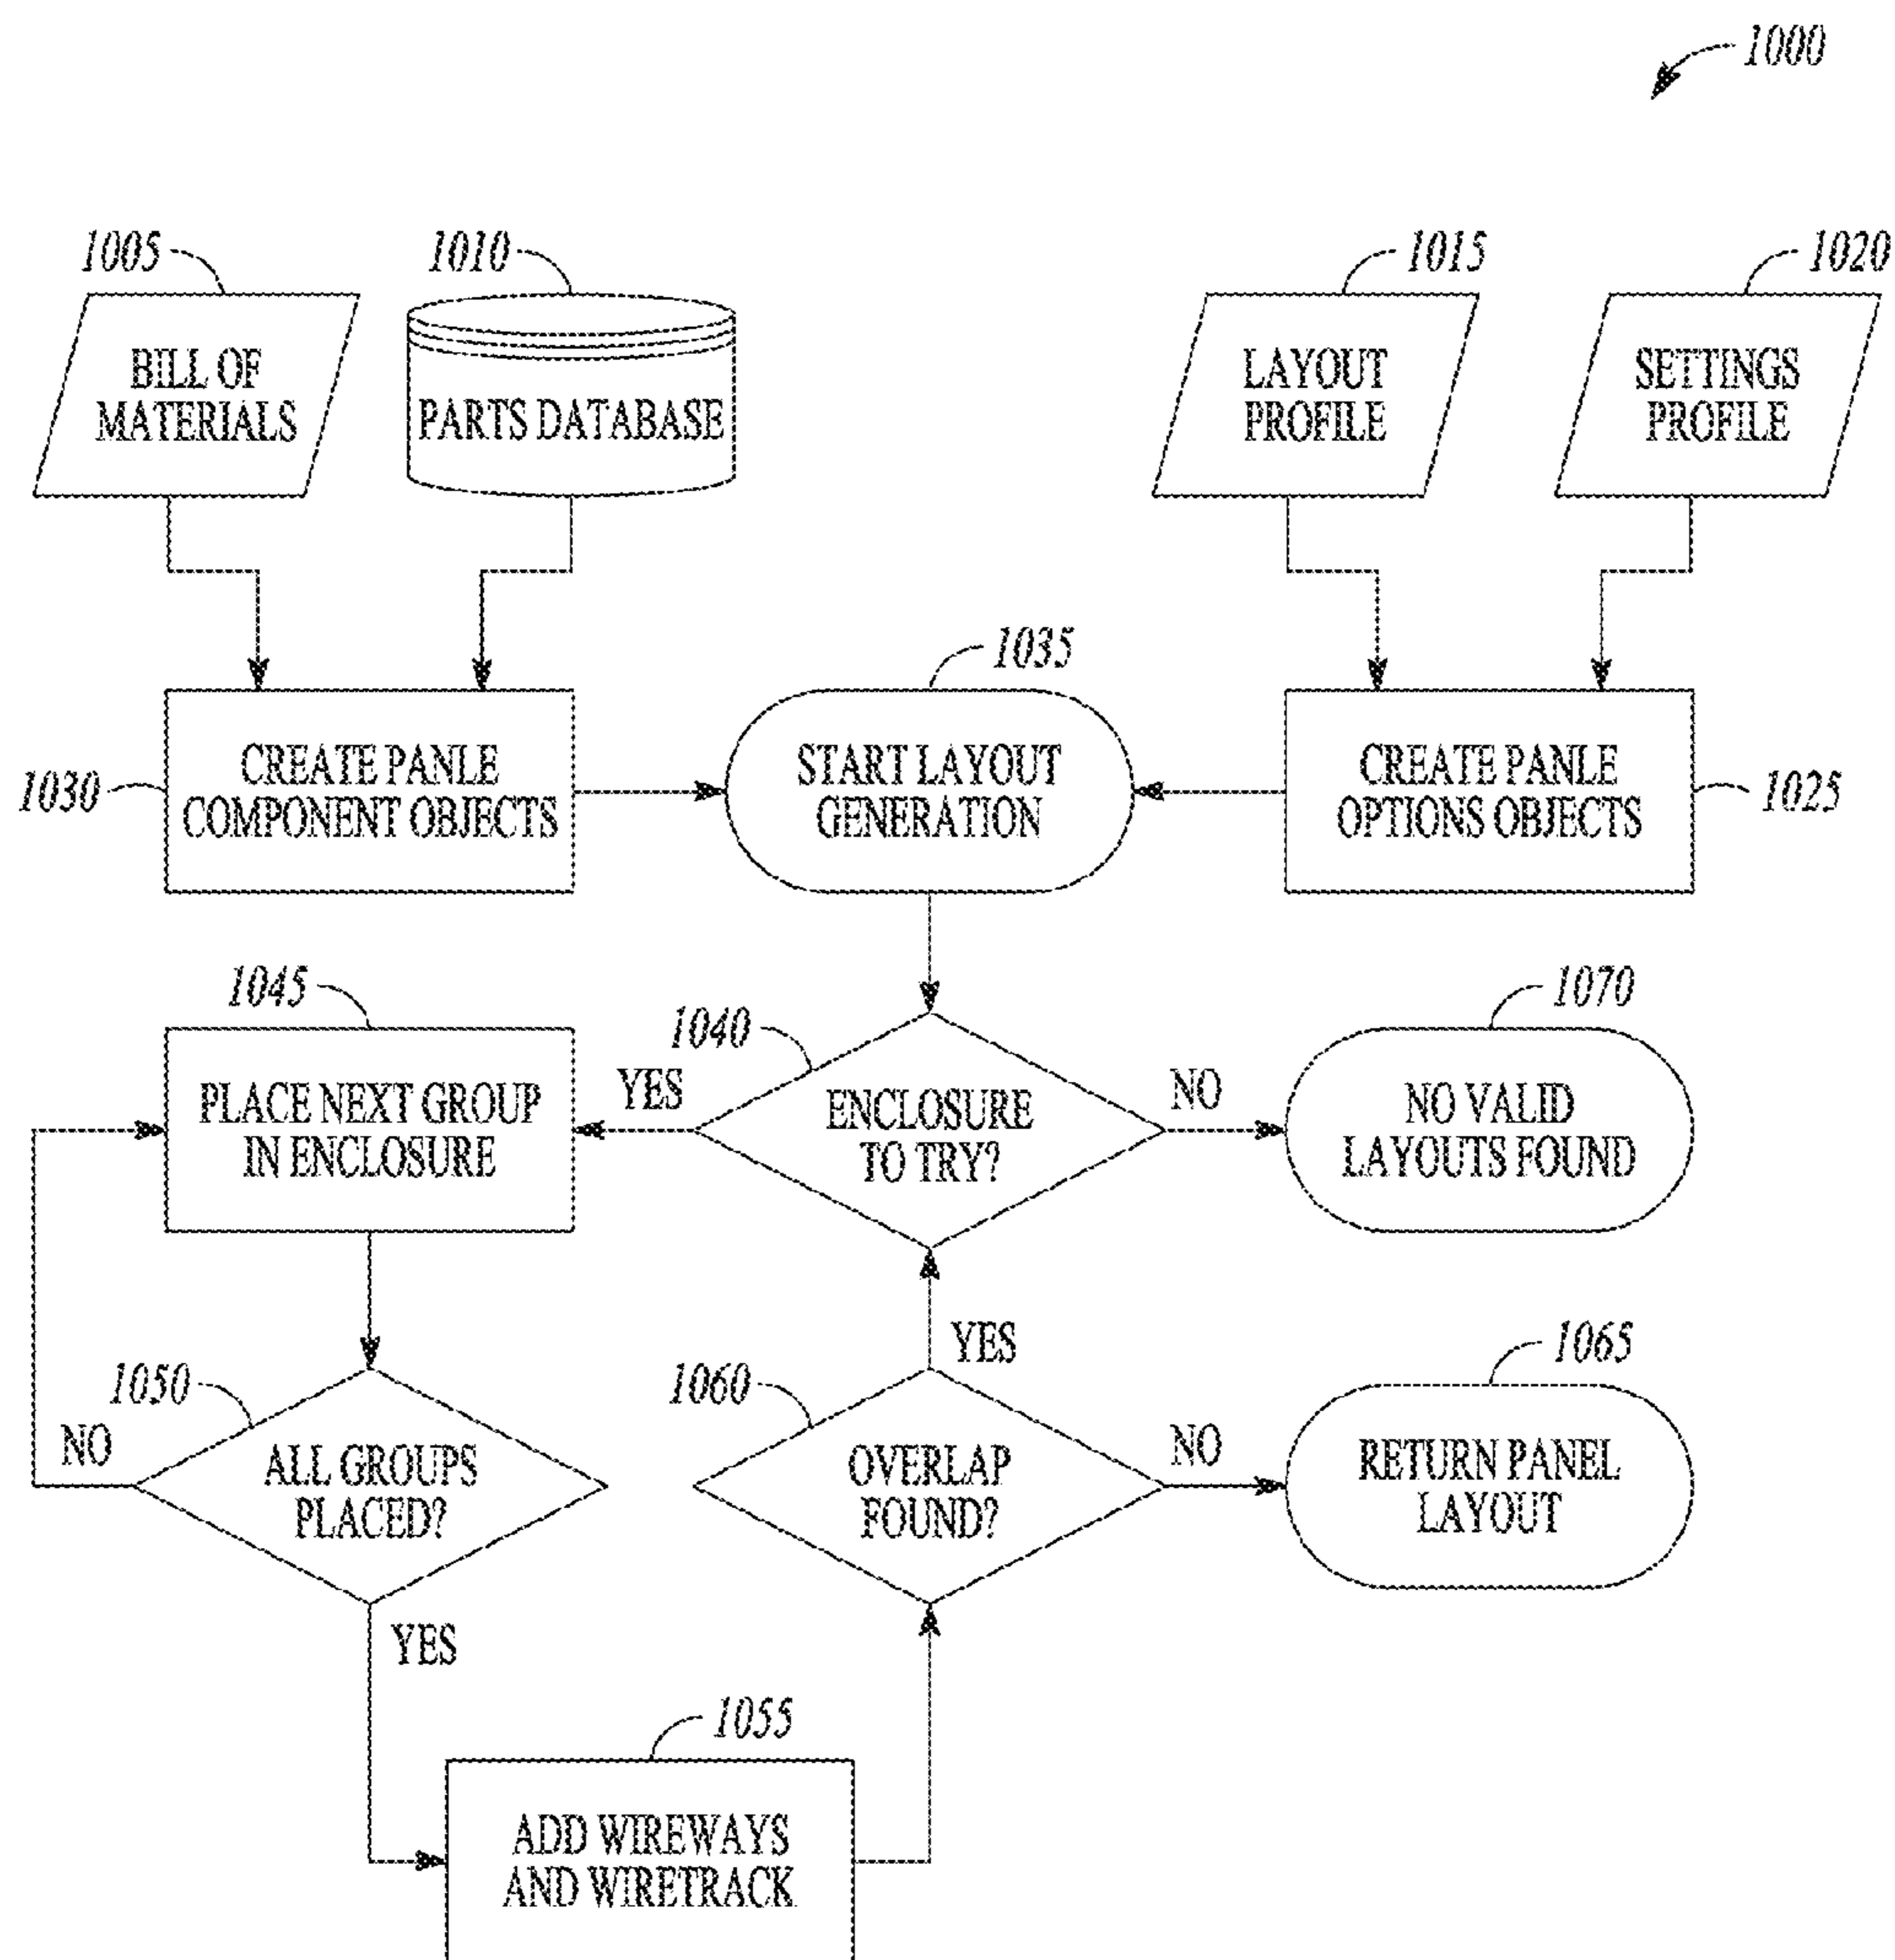 1000
1005
1010
1015
1020
BILL OF
MATERIALS
PARTS DATABASE
LAYOUT
PROFILE
SETTINGS
PROFILE
1035
1030
CREATE PANLE
COMPONENT OBJECTS
START LAYOUT
GENERATION
CREATE PANLE
OPTIONS OBJECTS
1025
1045
1040
1070
PLACE NEXT GROUP
IN ENCLOSURE
YES
ENCLOSURE
TO TRY?
NO
NO VALID
LAYOUTS FOUND
YES
1050
1060
1065
NO
ALL GROUPS
PLACED?
OVERLAP
FOUND?
NO
RETURN PANEL
LAYOUT
YES
1055
ADD WIREWAYS
AND WIRETRACK